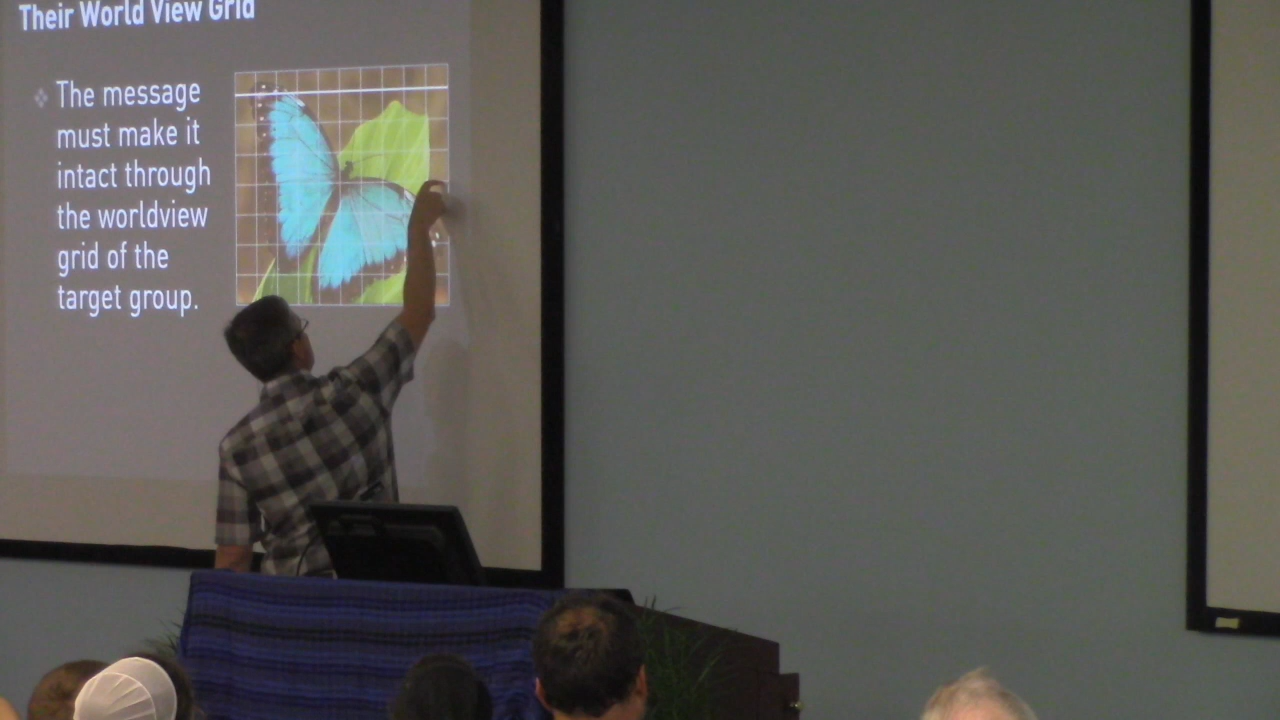 Their World View Grid
The message
must make it
intact through
the worldview
grid of the
target group.